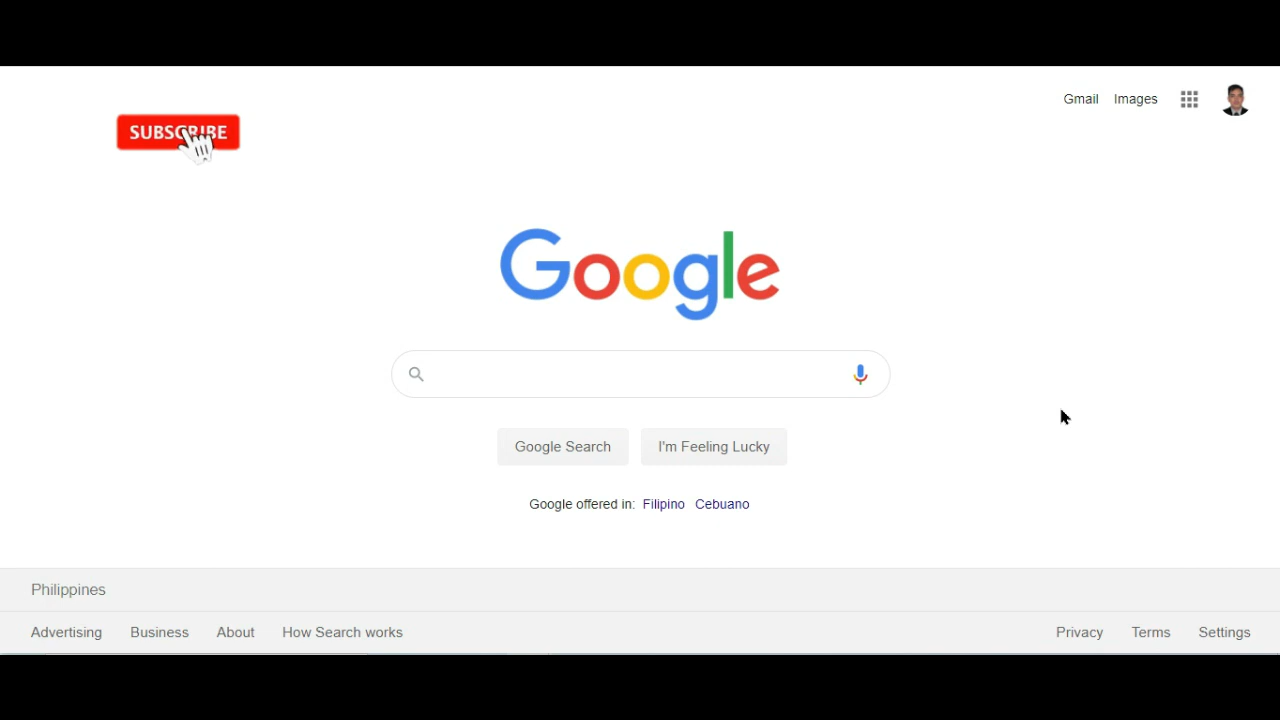 Gmail Images
SUBSCRIBE
Google
Google Search I'm Feeling Lucky
Google offered in: Filipino Cebuano
Philippines
Advertising Business About How Search works Privacy Terms Settings